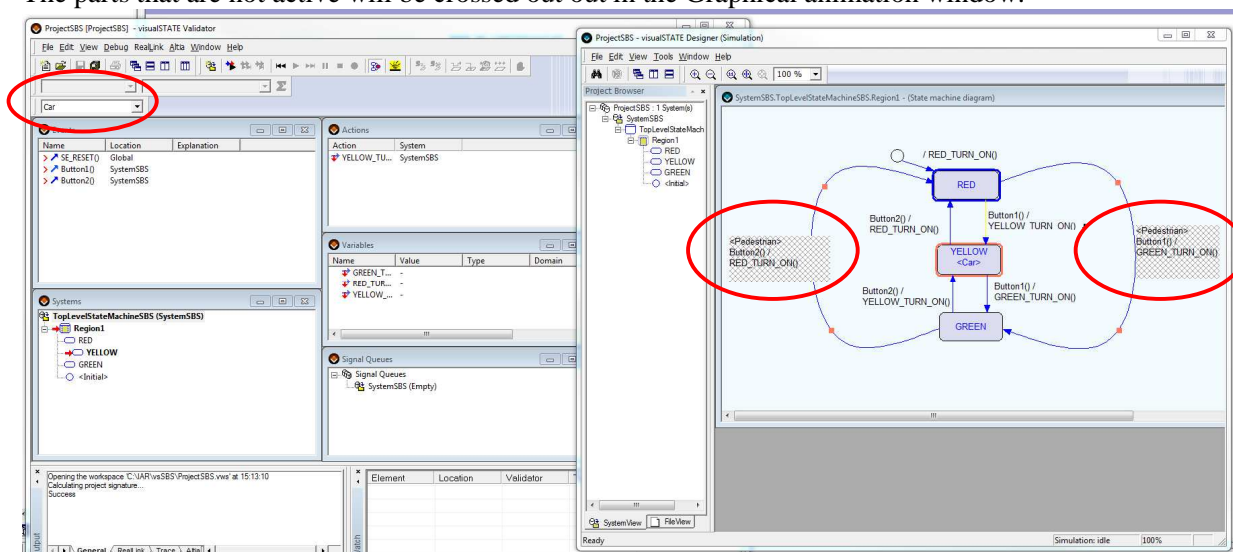 The parts that are not active will be crossed out out in the Graphical animation window.
ProjectSBS [ProjectSBS] - visualSTATE Validator
File Edit View Debug RealLink Altia Window Help
Car
Events
Name Location Explanation
SE_RESET() Global
Button1() SystemSBS
Button2() SystemSBS
Actions
Action System
YELLOW_TU... SystemSBS
Variables
Name Value Type Domain
GREEN_T... -
RED_TUR... -
YELLOW_... -
Systems
TopLevelStateMachineSBS (SystemSBS)
Region1
RED
YELLOW
GREEN
<Initial>
Signal Queues
Signal Queues
SystemSBS (Empty)
Opening the workspace 'C:\IAR\vsSBS\ProjectSBS.vws' at 15:13:10
Calculating project signature...
Success
General RealLink Trace Altia
Element Location Validator
ProjectSBS - visualSTATE Designer (Simulation)
File Edit View Tools Window Help
100 %
Project Browser
ProjectSBS : 1 System(s)
SystemSBS
TopLevelStateMach
Region1
RED
YELLOW
GREEN
<Initial>
SystemView FileView
SystemSBS.TopLevelStateMachineSBS.Region1 - (State machine diagram)
/ RED_TURN_ON()
RED
Button2() /
RED_TURN_ON()
Button1() /
YELLOW_TURN_ON()
<Pedestrian>
Button2() /
RED_TURN_ON()
YELLOW
<Car>
<Pedestrian>
Button1() /
GREEN_TURN_ON()
Button2() /
YELLOW_TURN_ON()
Button1() /
GREEN_TURN_ON()
GREEN
Ready Simulation: idle 100%